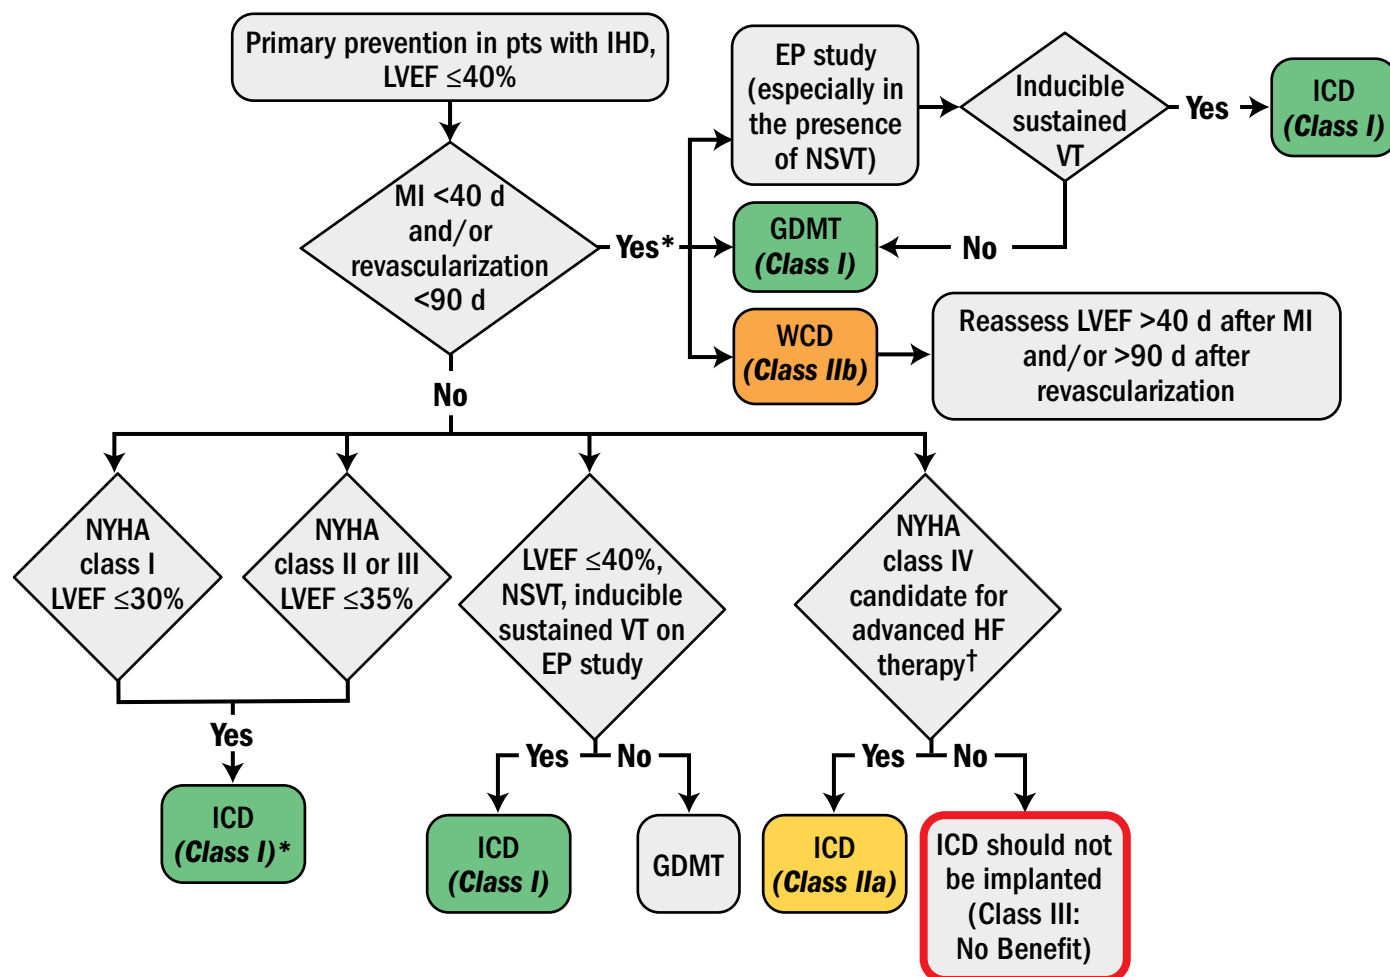 Primary prevention in pts with IHD,
LVEF ≤40%
EP study
(especially in
the presence
of NSVT)
Inducible
sustained
VT
Yes
ICD
(Class I)
MI <40 d
and/or
revascularization
<90 d
Yes*
GDMT
(Class I)
No
WCD
(Class IIb)
Reassess LVEF >40 d after MI
and/or >90 d after
revascularization
No
NYHA
class I
LVEF ≤30%
NYHA
class II or III
LVEF ≤35%
LVEF ≤40%,
NSVT, inducible
sustained VT on
EP study
NYHA
class IV
candidate for
advanced HF
therapy†
Yes
Yes
No
Yes
No
ICD
(Class I)*
ICD
(Class I)
GDMT
ICD
(Class IIa)
ICD should not
be implanted
(Class III:
No Benefit)